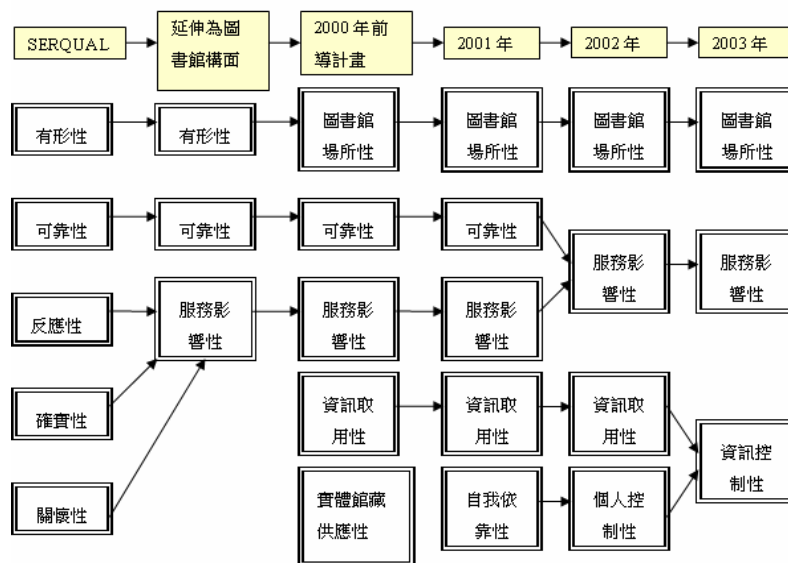 SERQUAL
延伸為圖
書館構面
2000 年前
導計畫
2001 年
2002 年
2003 年
有形性
有形性
圖書館
場所性
圖書館
場所性
圖書館
場所性
圖書館
場所性
可靠性
可靠性
可靠性
可靠性
服務影
響性
服務影
響性
反應性
服務影
響性
服務影
響性
服務影
響性
確實性
資訊取
用性
資訊取
用性
資訊取
用性
資訊控
制性
關懷性
實體館藏
供應性
自我依
靠性
個人控
制性